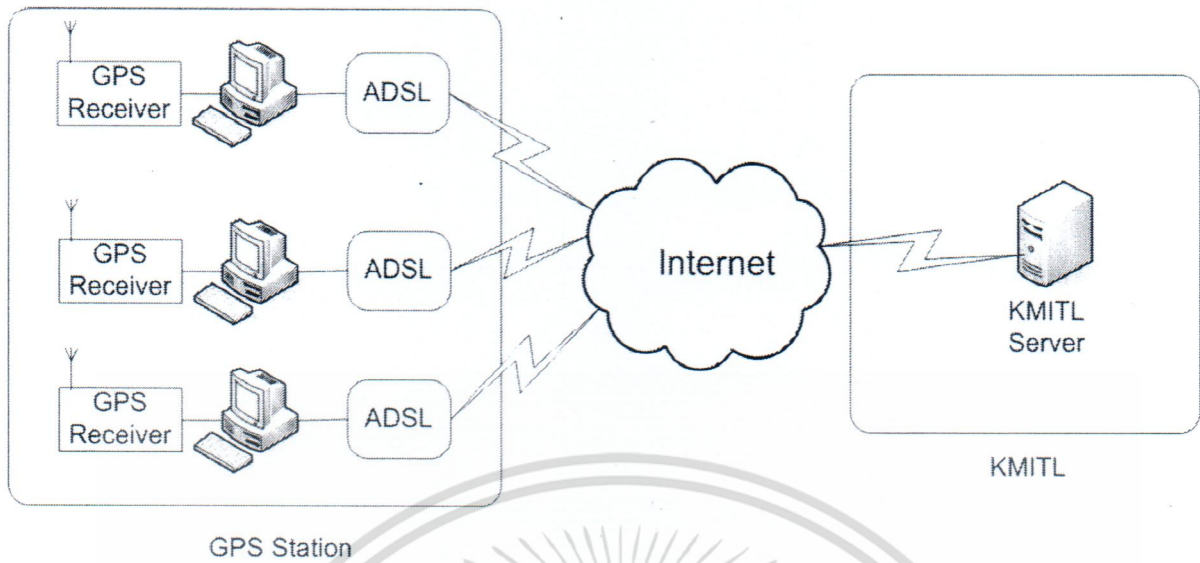 GPS
Receiver
ADSL
GPS
Receiver
ADSL
GPS
Receiver
ADSL
GPS Station
Internet
KMITL
Server
KMITL